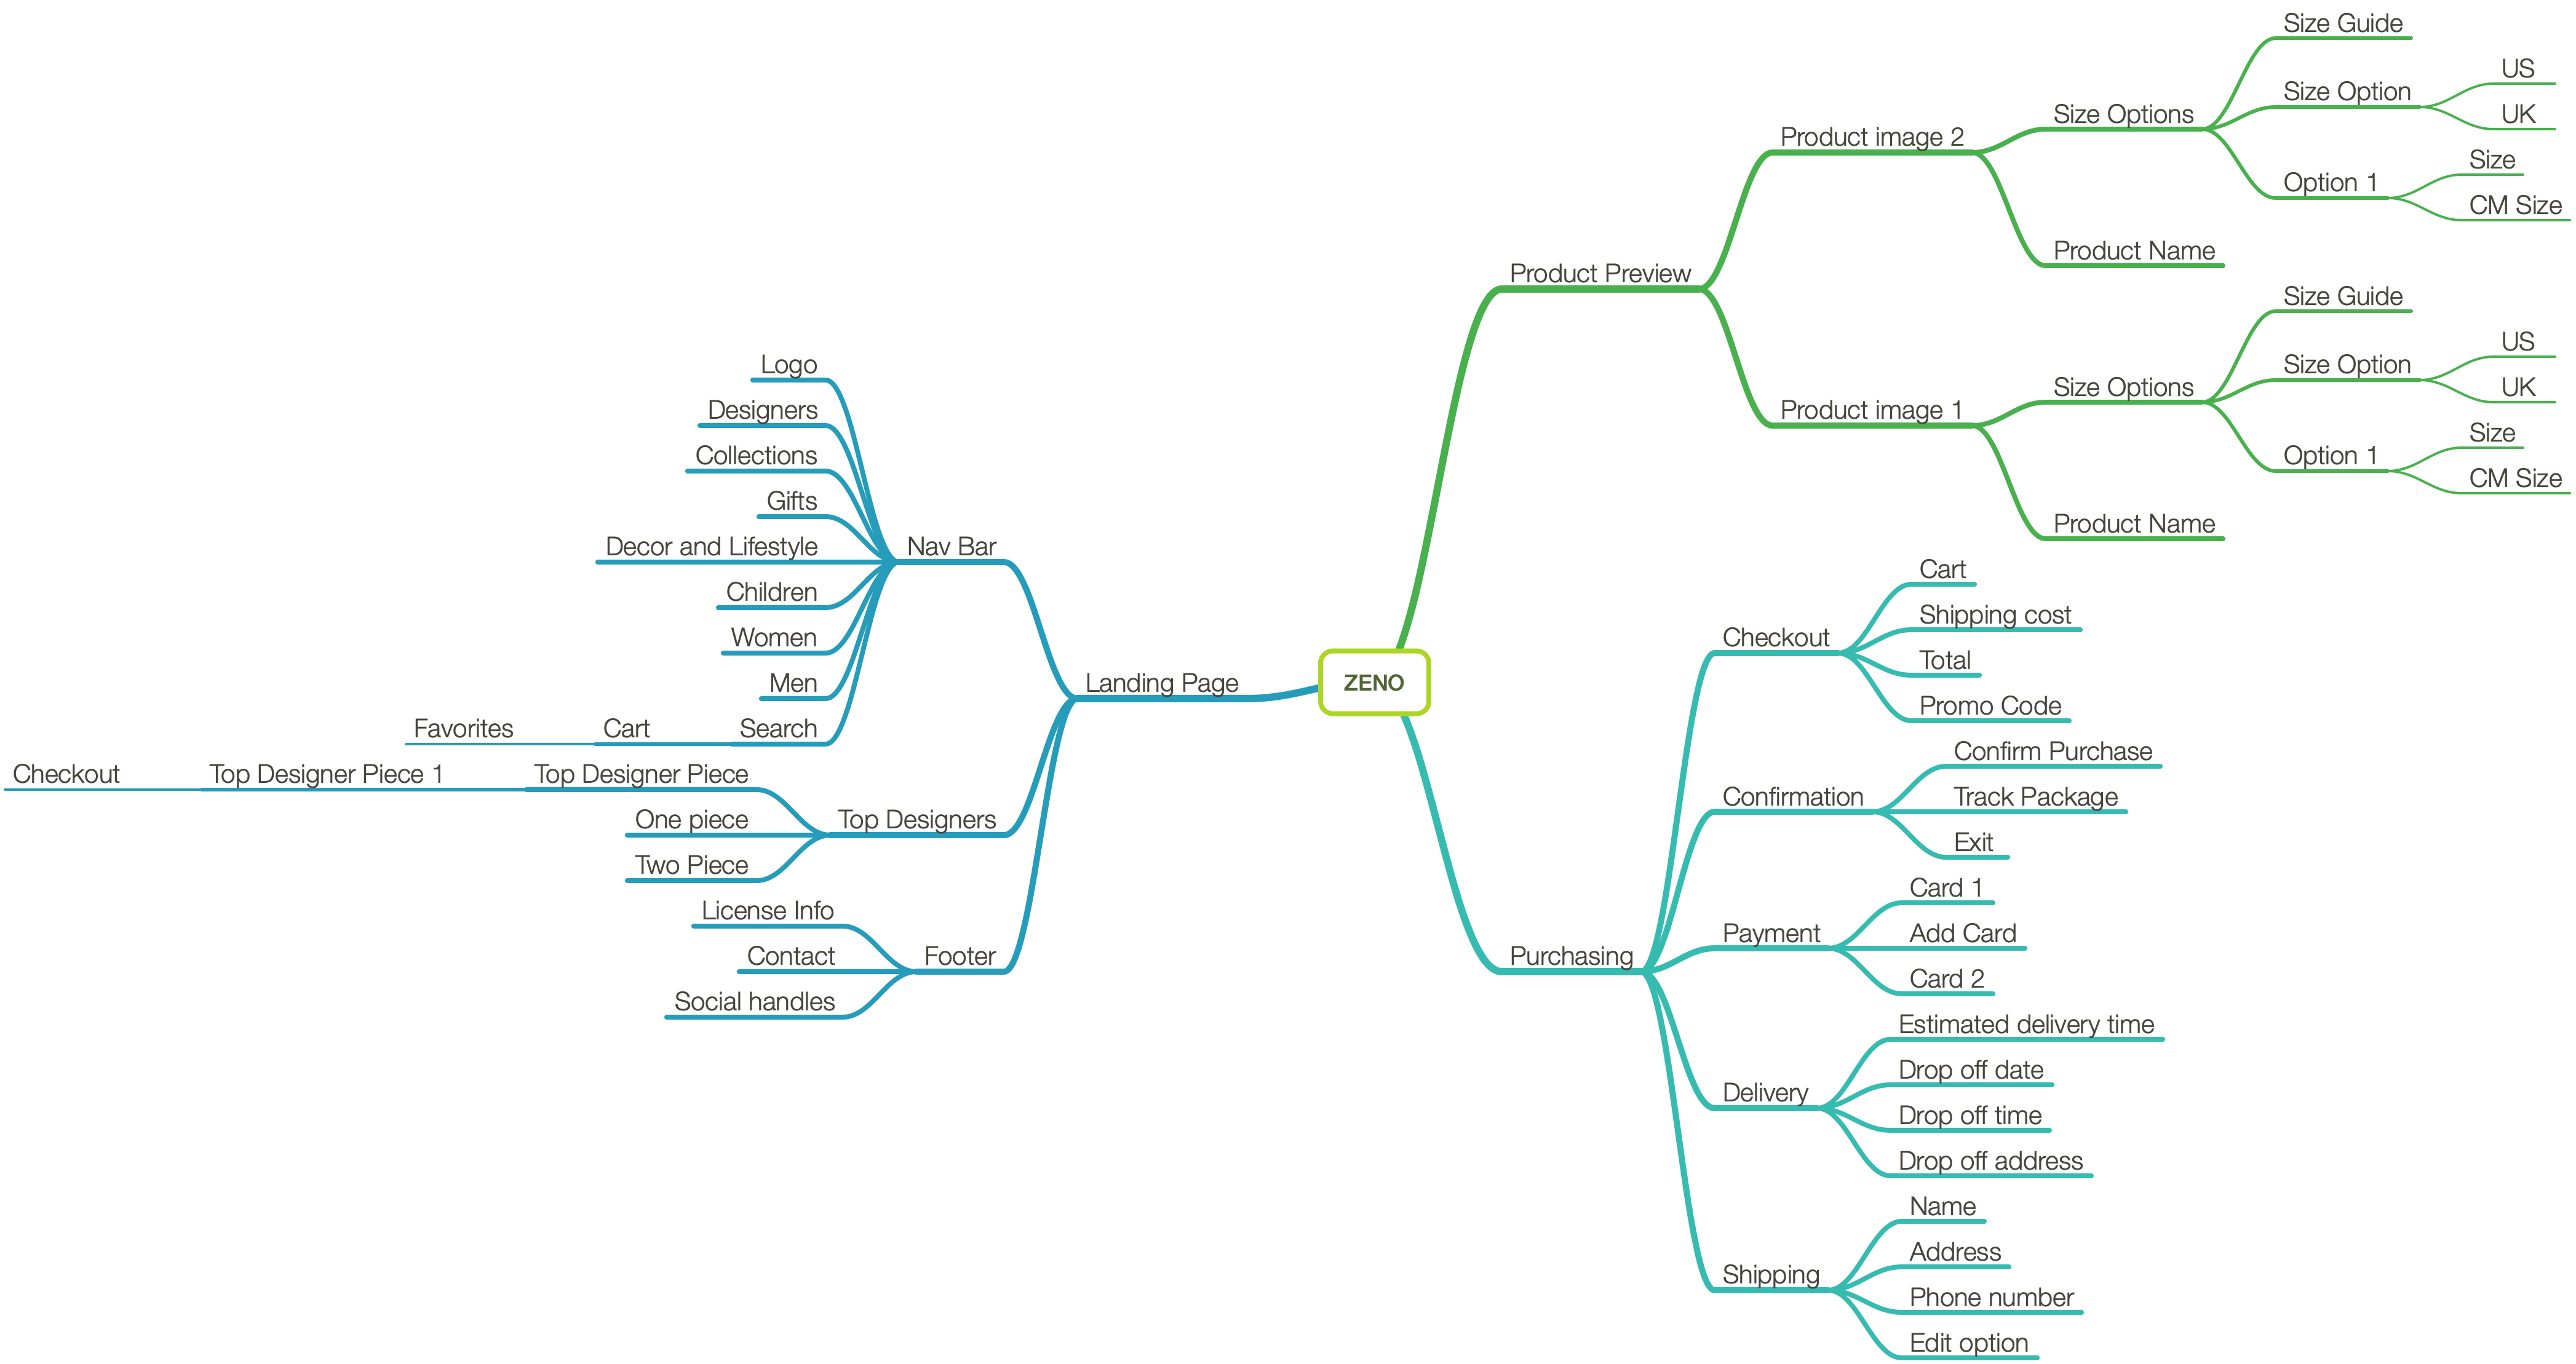 ZENO
Product Preview
Product image 2
Size Options
Size Guide
Size Option
US
UK
Option 1
Size
CM Size
Product Name
Product image 1
Size Options
Size Guide
Size Option
US
UK
Option 1
Size
CM Size
Product Name
Purchasing
Checkout
Cart
Shipping cost
Total
Promo Code
Confirmation
Confirm Purchase
Track Package
Exit
Payment
Card 1
Add Card
Card 2
Delivery
Estimated delivery time
Drop off date
Drop off time
Drop off address
Shipping
Name
Address
Phone number
Edit option
Landing Page
Nav Bar
Logo
Designers
Collections
Gifts
Decor and Lifestyle
Children
Women
Men
Search
Cart
Favorites
Top Designers
Top Designer Piece
Top Designer Piece 1
Checkout
One piece
Two Piece
Footer
License Info
Contact
Social handles